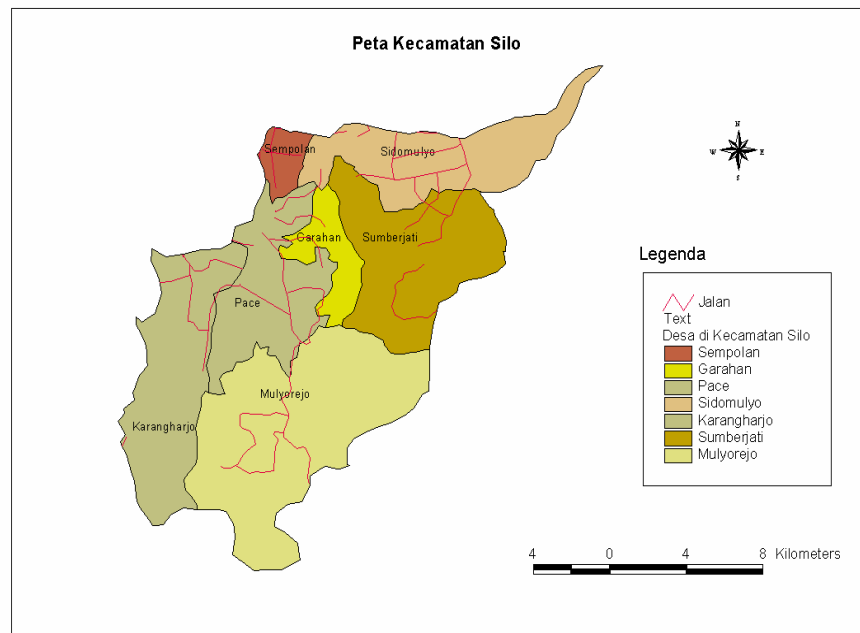 Peta Kecamatan Silo
N
W E
S
Sempolan
Sidomulyo
Garahan
Sumberjati
Pace
Mulyorejo
Karangharjo
Legenda
Jalan
Text
Desa di Kecamatan Silo
Sempolan
Garahan
Pace
Sidomulyo
Karangharjo
Sumberjati
Mulyorejo
4 0 4 8 Kilometers